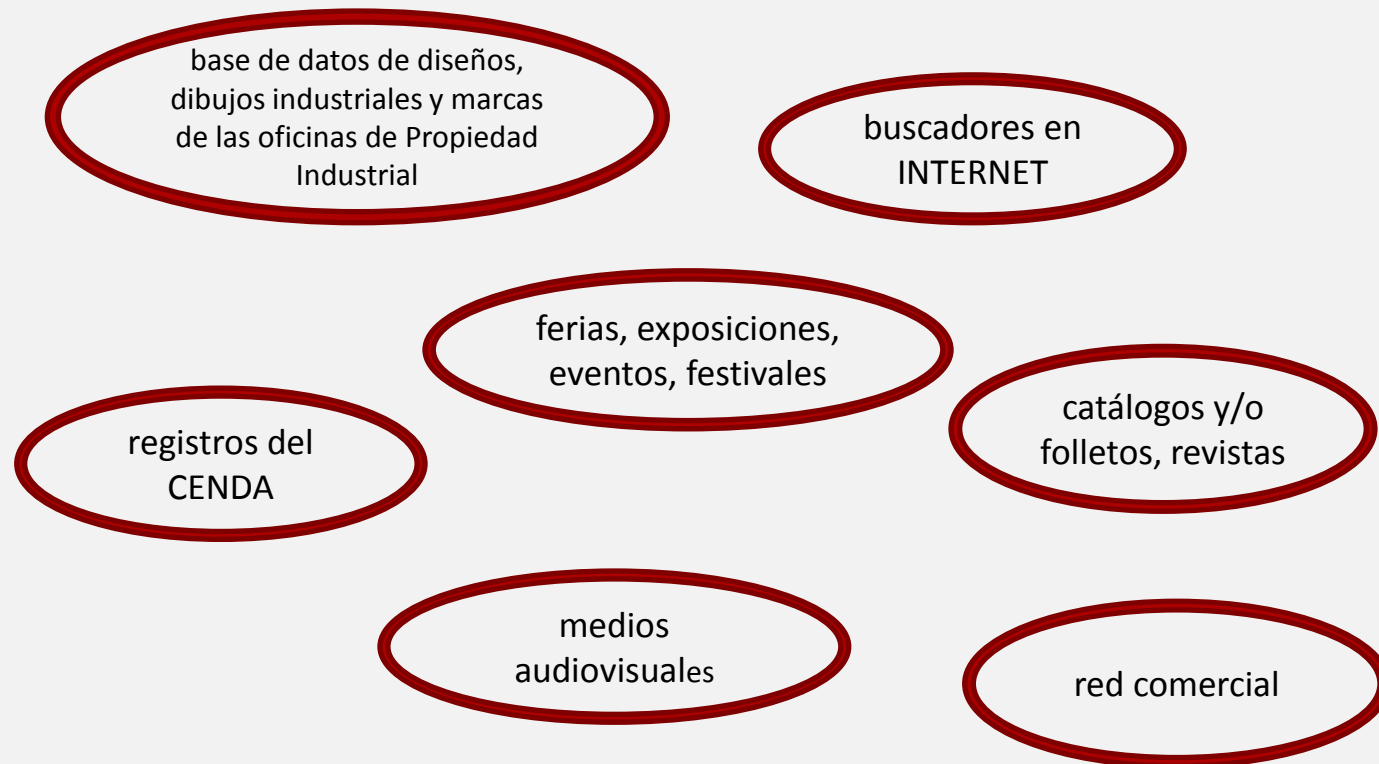 base de datos de diseños,
dibujos industriales y marcas
de las oficinas de Propiedad
Industrial
buscadores en
INTERNET
ferias, exposiciones,
eventos, festivales
catálogos y/o
folletos, revistas
registros del
CENDA
medios
audiovisuales
red comercial